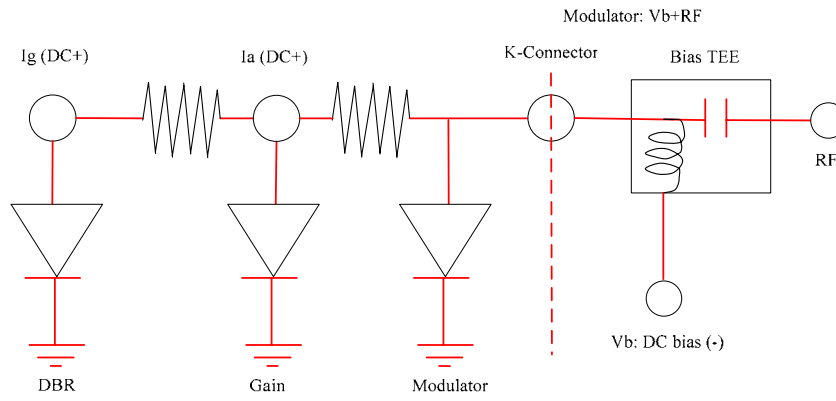 Modulator: Vb+RF
Ig (DC+)
Ia (DC+)
K-Connector
Bias TEE
RF
Vb: DC bias (-)
DBR
Gain
Modulator